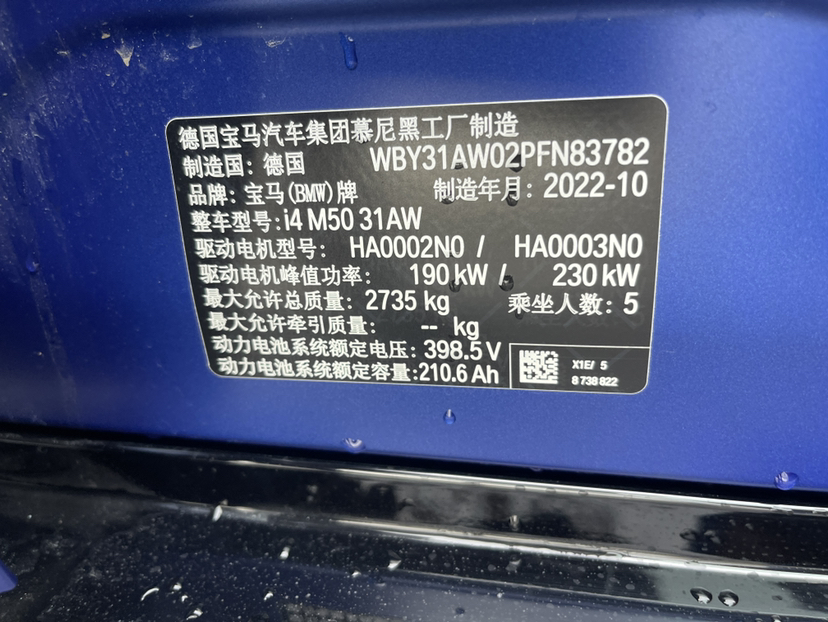 德国宝马汽车集团慕尼黑工厂制造
制造国：德国 WBY31AW02PFN83782
品牌：宝马(BMW)牌 制造年月：2022-10
整车型号：i4 M50 31AW
驱动电机型号： HA0002N0 / HA0003N0
驱动电机峰值功率： 190 kW / 230 kW
最大允许总质量：2735 kg 乘坐人数：5
最大允许牵引质量： -- kg
动力电池系统额定电压：398.5 V
动力电池系统额定容量：210.6 Ah
X1E/ 5
8 738 822